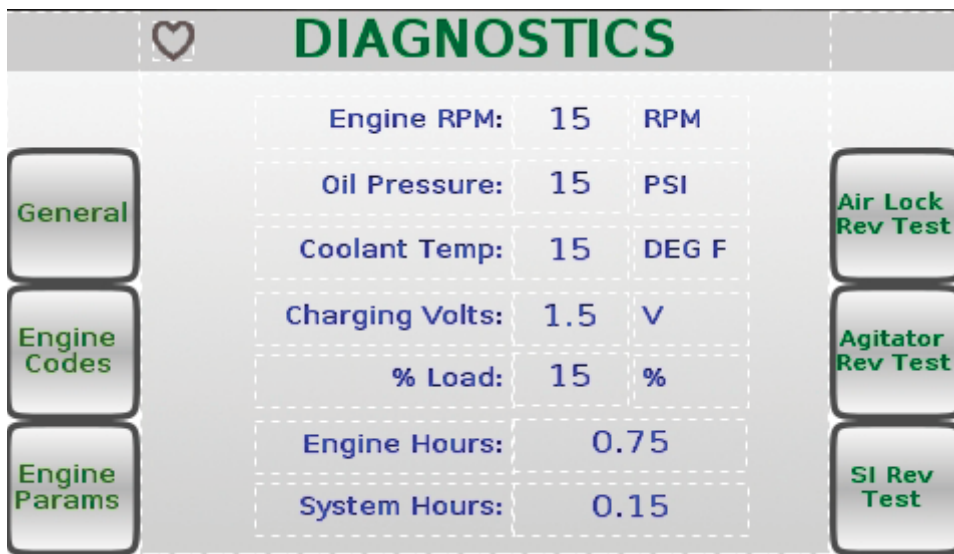 DIAGNOSTICS
Engine RPM: 15 RPM
Oil Pressure: 15 PSI
Coolant Temp: 15 DEG F
Charging Volts: 1.5 V
% Load: 15 %
Engine Hours: 0.75
System Hours: 0.15
General
Engine
Codes
Engine
Params
Air Lock
Rev Test
Agitator
Rev Test
SI Rev
Test